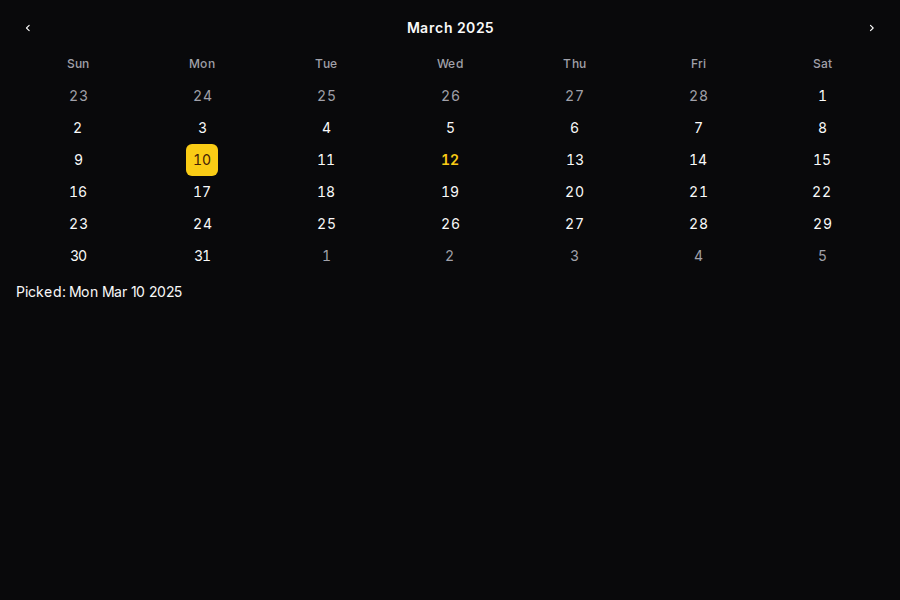 ‹ March 2025 ›
Sun Mon Tue Wed Thu Fri Sat
23 24 25 26 27 28 1
2 3 4 5 6 7 8
9 10 11 12 13 14 15
16 17 18 19 20 21 22
23 24 25 26 27 28 29
30 31 1 2 3 4 5
Picked: Mon Mar 10 2025